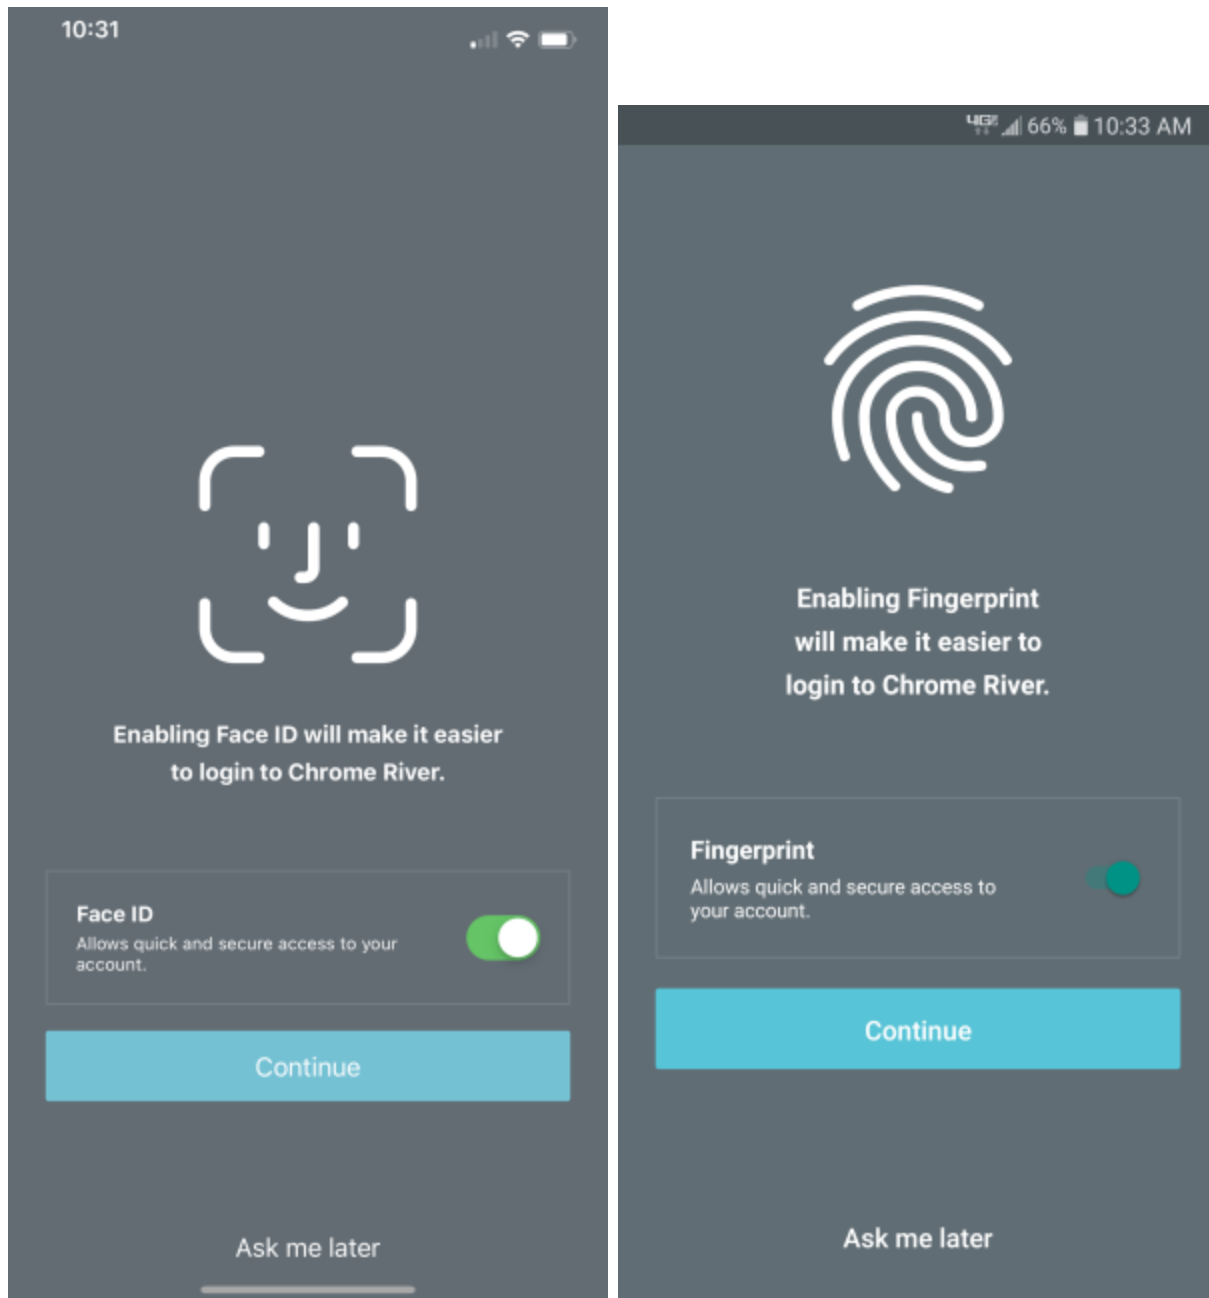 10:31
Enabling Face ID will make it easier
to login to Chrome River.
Face ID
Allows quick and secure access to your
account.
Continue
Ask me later
4G 66% 10:33 AM
Enabling Fingerprint
will make it easier to
login to Chrome River.
Fingerprint
Allows quick and secure access to
your account.
Continue
Ask me later